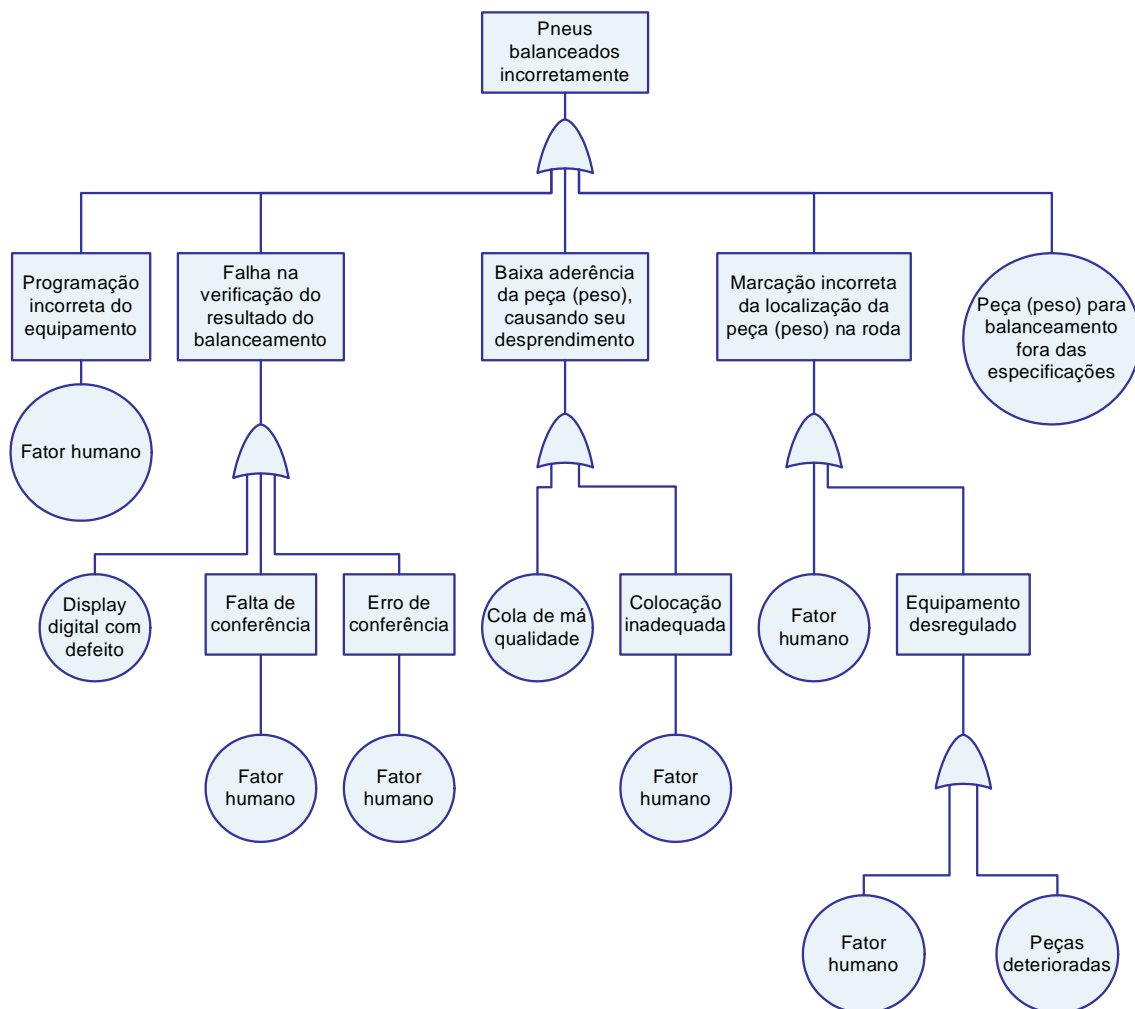 Pneus
balanceados
incorretamente
Programação
incorreta do
equipamento
Falha na
verificação do
resultado do
balanceamento
Baixa aderência
da peça (peso),
causando seu
desprendimento
Marcação incorreta
da localização da
peça (peso) na roda
Peça (peso) para
balanceamento
fora das
especificações
Fator humano
Display
digital com
defeito
Falta de
conferência
Erro de
conferência
Cola de má
qualidade
Colocação
inadequada
Fator
humano
Equipamento
desregulado
Fator
humano
Fator
humano
Fator
humano
Fator
humano
Peças
deterioradas